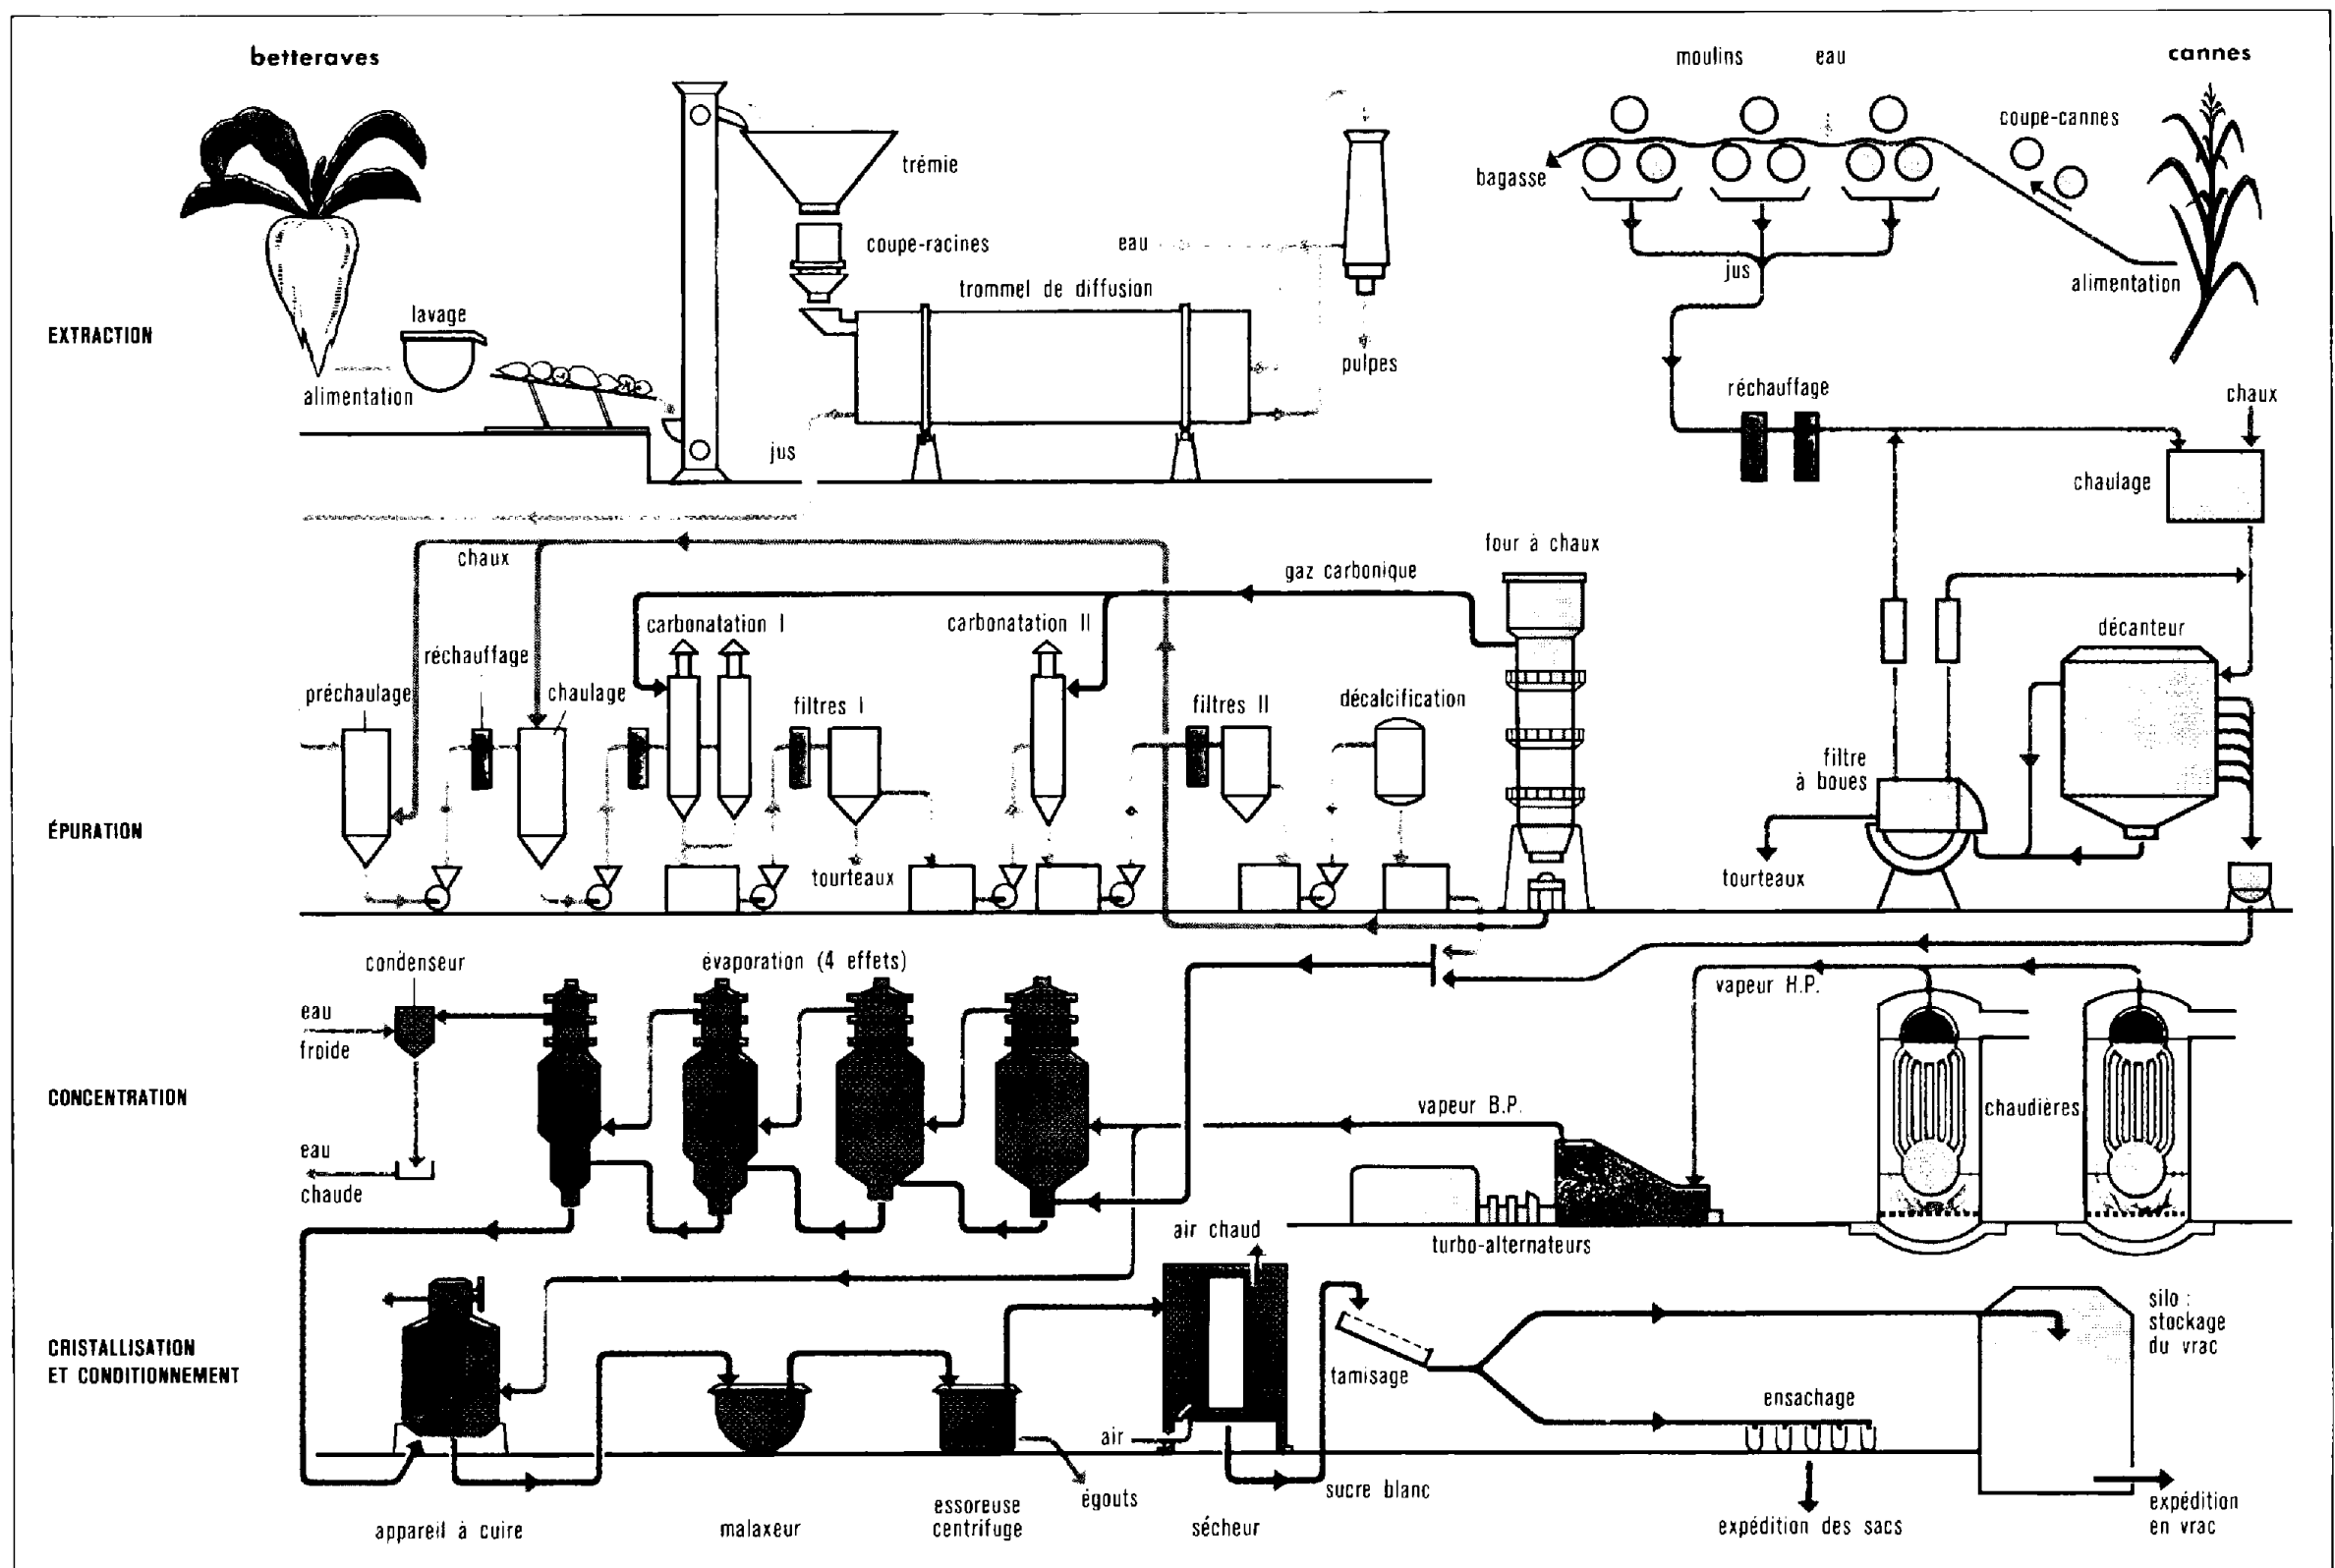 betteraves
moulins
eau
cannes
coupe-cannes
trémie
bagasse
coupe-racines
eau
jus
alimentation
trommel de diffusion
lavage
EXTRACTION
pulpes
alimentation
réchauffage
chaux
jus
chaulage
chaux
four à chaux
gaz carbonique
carbonatation I
carbonatation II
décanteur
réchauffage
préchaulage
chaulage
filtres I
filtres II
décalcification
filtre
à boues
ÉPURATION
tourteaux
tourteaux
condenseur
évaporation (4 effets)
vapeur H.P.
eau
froide
CONCENTRATION
vapeur B.P.
chaudières
eau
chaude
air chaud
turbo-alternateurs
silo :
stockage
du vrac
CRISTALLISATION
ET CONDITIONNEMENT
tamisage
ensachage
air
sucre blanc
égouts
essoreuse
centrifuge
appareil à cuire
malaxeur
sécheur
expédition des sacs
expédition
en vrac